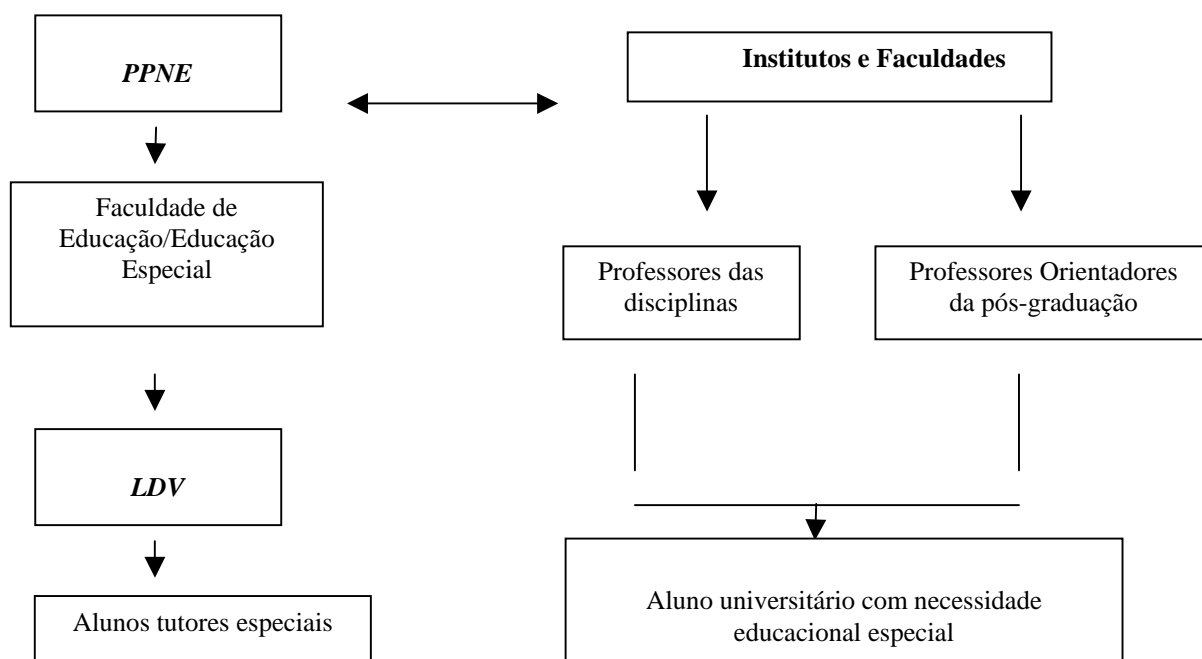 PPNE
Institutos e Faculdades
Faculdade de
Educação/Educação
Especial
Professores das
disciplinas
Professores Orientadores
da pós-graduação
LDV
Alunos tutores especiais
Aluno universitário com necessidade
educacional especial